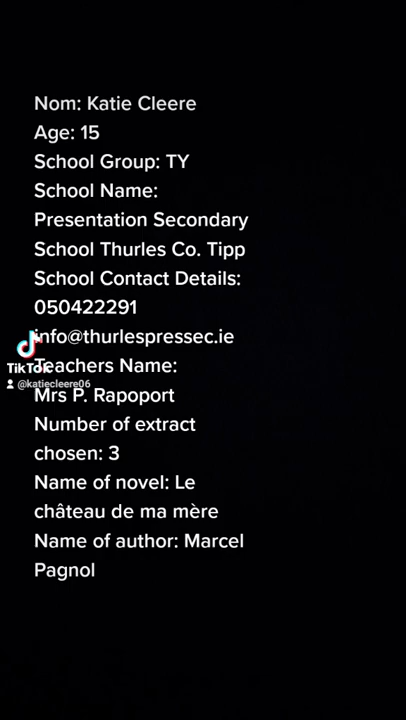 Nom: Katie Cleere
Age: 15
School Group: TY
School Name:
Presentation Secondary
School Thurles Co. Tipp
School Contact Details:
050422291
info@thurlespressec.ie
TikTok
Teachers Name:
@katiecleere06
Mrs P. Rapoport
Number of extract
chosen: 3
Name of novel: Le
château de ma mère
Name of author: Marcel
Pagnol